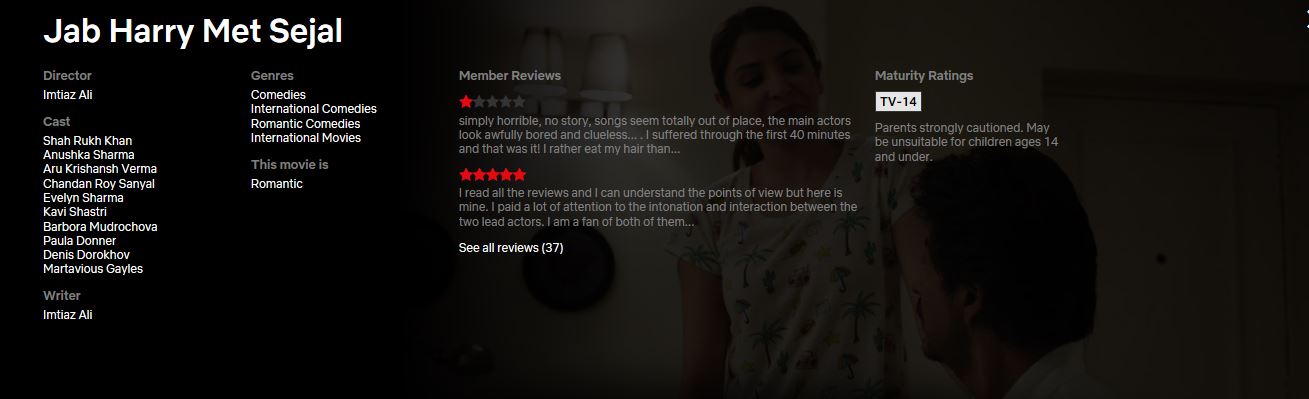 Jab Harry Met Sejal
Director
Imtiaz Ali
Cast
Shah Rukh Khan
Anushka Sharma
Aru Krishansh Verma
Chandan Roy Sanyal
Evelyn Sharma
Kavi Shastri
Barbora Mudrochova
Paula Donner
Denis Dorokhov
Martavious Gayles
Writer
Imtiaz Ali
Genres
Comedies
International Comedies
Romantic Comedies
International Movies
This movie is
Romantic
Member Reviews
simply horrible, no story, songs seem totally out of place, the main actors
look awfully bored and clueless... . I suffered through the first 40 minutes
and that was it! I rather eat my hair than...
I read all the reviews and I can understand the points of view but here is
mine. I paid a lot of attention to the intonation and interaction between the
two lead actors. I am a fan of both of them...
See all reviews (37)
Maturity Ratings
TV-14
Parents strongly cautioned. May
be unsuitable for children ages 14
and under.